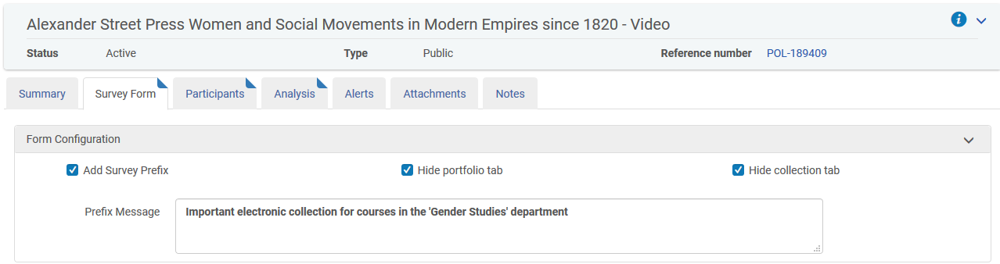 Alexander Street Press Women and Social Movements in Modern Empires since 1820 - Video
Status Active Type Public Reference number POL-189409
Summary Survey Form Participants Analysis Alerts Attachments Notes
Form Configuration
Add Survey Prefix Hide portfolio tab Hide collection tab
Prefix Message Important electronic collection for courses in the 'Gender Studies' department